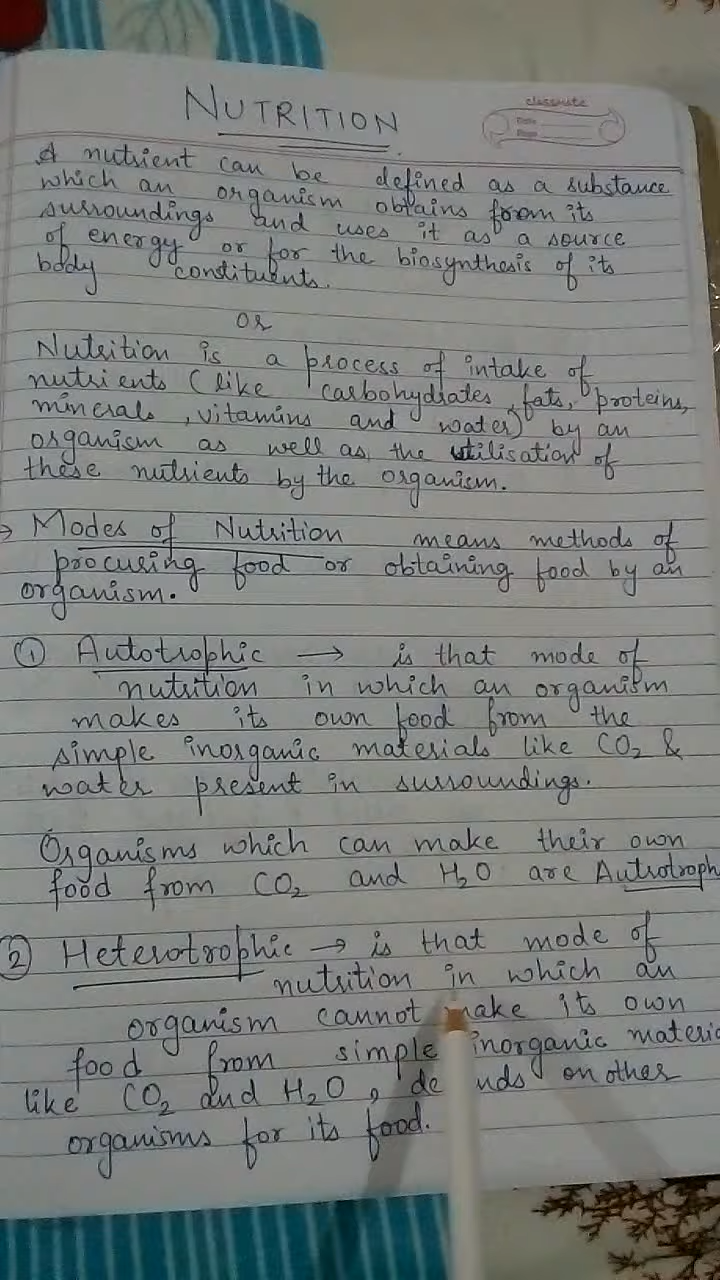 NUTRITION
classmate
Date
Page
A nutrient can be defined as a substance
which an organism obtains from its
surroundings and uses it as a source
of energy or for the biosynthesis of its
body constituents.
or
Nutrition is a process of intake of
nutrients (like carbohydrates, fats, proteins,
minerals, vitamins and water) by an
organism as well as the utilisation of
these nutrients by the organism.
→ Modes of Nutrition means methods of
procuring food or obtaining food by an
organism.
① Autotrophic → is that mode of
nutrition in which an organism
makes its own food from the
simple inorganic materials like CO₂ &
water present in surroundings.
Organisms which can make their own
food from CO₂ and H₂O are Autotroph
② Heterotrophic → is that mode of
nutrition in which an
organism cannot make its own
food from simple inorganic materia
like CO₂ and H₂O, de nds on other
organisms for its food.